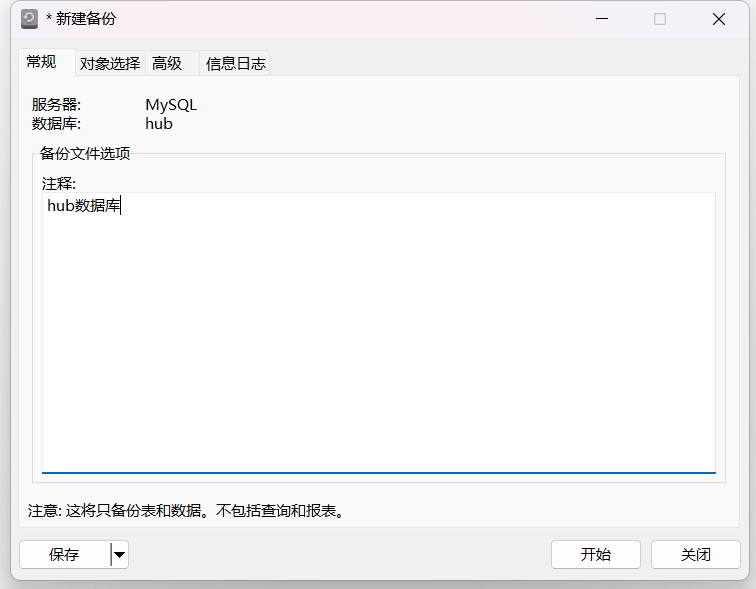 * 新建备份
常规 对象选择 高级 信息日志
服务器: MySQL
数据库: hub
备份文件选项
注释:
hub数据库
注意: 这将只备份表和数据。不包括查询和报表。
保存 开始 关闭